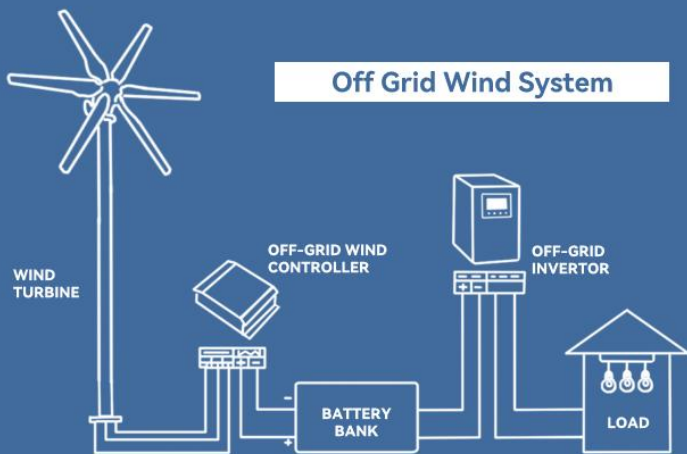 Off Grid Wind System
WIND
TURBINE
OFF-GRID WIND
CONTROLLER
OFF-GRID
INVERTOR
+ -
+ -
-
+
BATTERY
BANK
LOAD